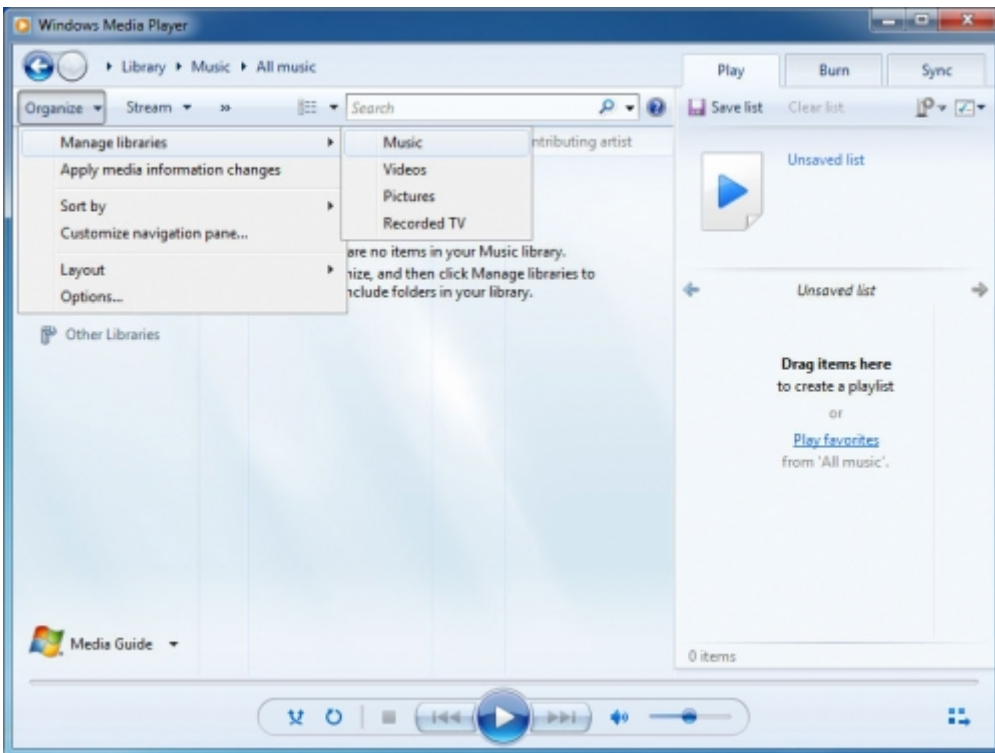 Windows Media Player
Library Music All music
Play Burn Sync
Organize Stream » Search
Save list Clear list
Manage libraries
Apply media information changes
Sort by
Customize navigation pane...
Layout
Options...
Music
Videos
Pictures
Recorded TV
ntributing artist
are no items in your Music library.
nize, and then click Manage libraries to
nclude folders in your library.
Other Libraries
Unsaved list
Unsaved list
Drag items here
to create a playlist
or
Play favorites
from 'All music'.
Media Guide
0 items